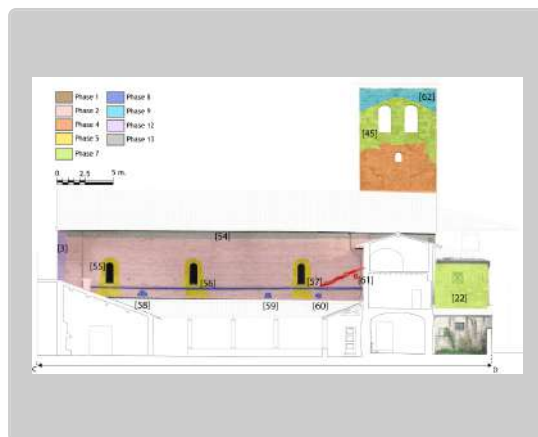 Phase 1
Phase 2
Phase 4
Phase 5
Phase 7
Phase 8
Phase 9
Phase 12
Phase 13
0 2.5 5 m.
[62]
[45]
[3]
[54]
[55]
[56]
[57]
[61]
[58]
[59]
[60]
[22]
C
D